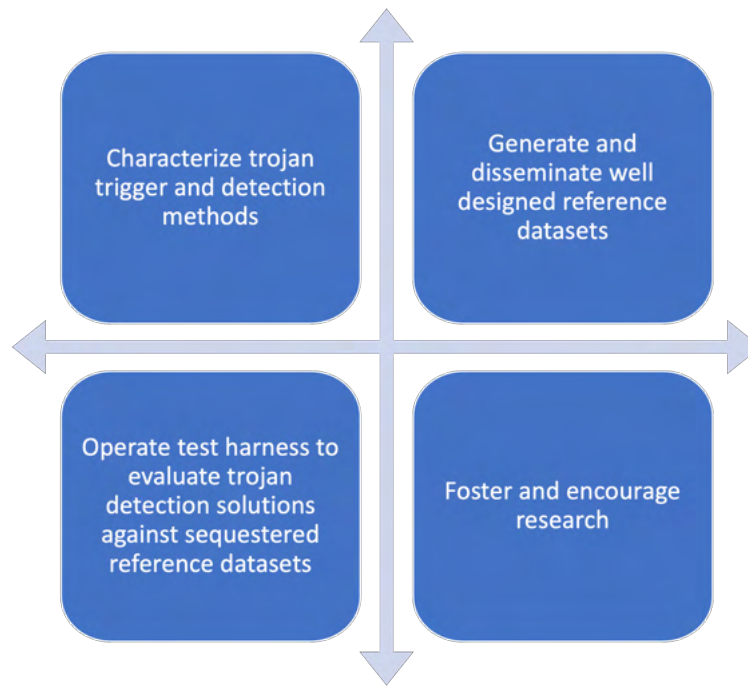 Characterize trojan
trigger and detection
methods
Generate and
disseminate well
designed reference
datasets
Operate test harness to
evaluate trojan
detection solutions
against sequestered
reference datasets
Foster and encourage
research